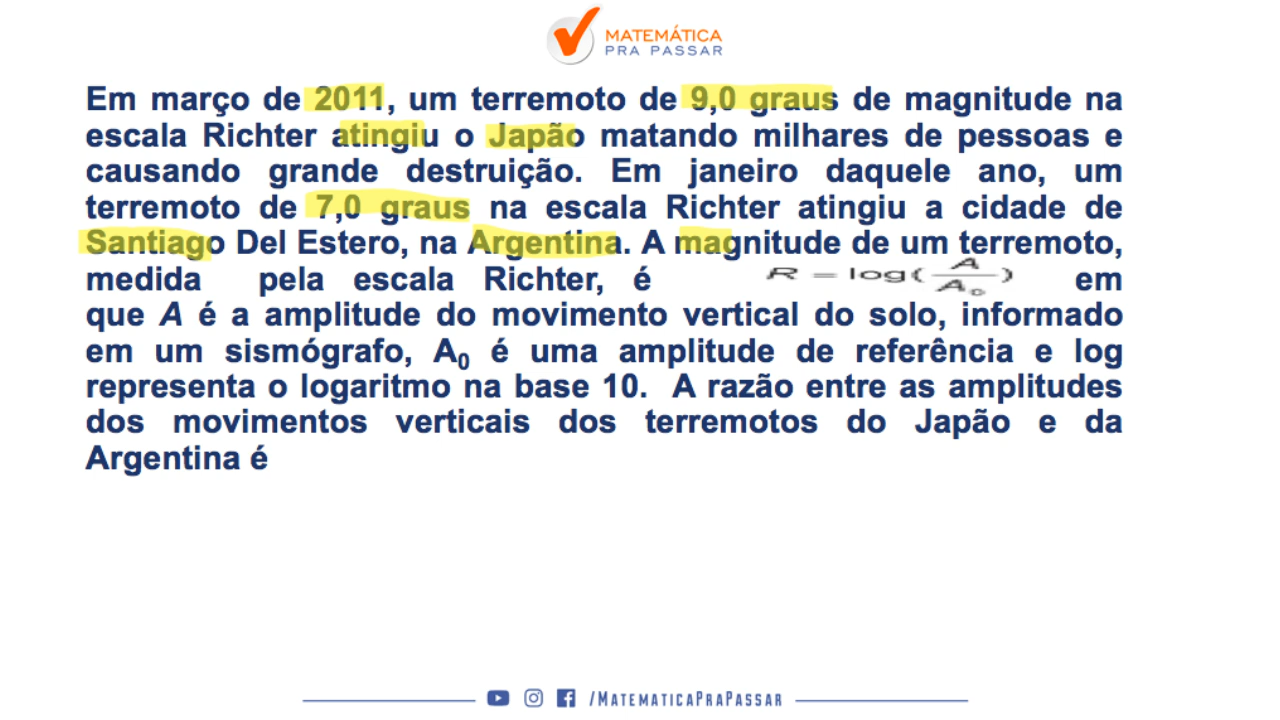 MATEMÁTICA
PRA PASSAR
Em março de 2011, um terremoto de 9,0 graus de magnitude na
escala Richter atingiu o Japão matando milhares de pessoas e
causando grande destruição. Em janeiro daquele ano, um
terremoto de 7,0 graus na escala Richter atingiu a cidade de
Santiago Del Estero, na Argentina. A magnitude de um terremoto,
medida pela escala Richter, é R = log(A/A₀) em
que A é a amplitude do movimento vertical do solo, informado
em um sismógrafo, A₀ é uma amplitude de referência e log
representa o logaritmo na base 10. A razão entre as amplitudes
dos movimentos verticais dos terremotos do Japão e da
Argentina é
/MATEMATICAPRAPASSAR